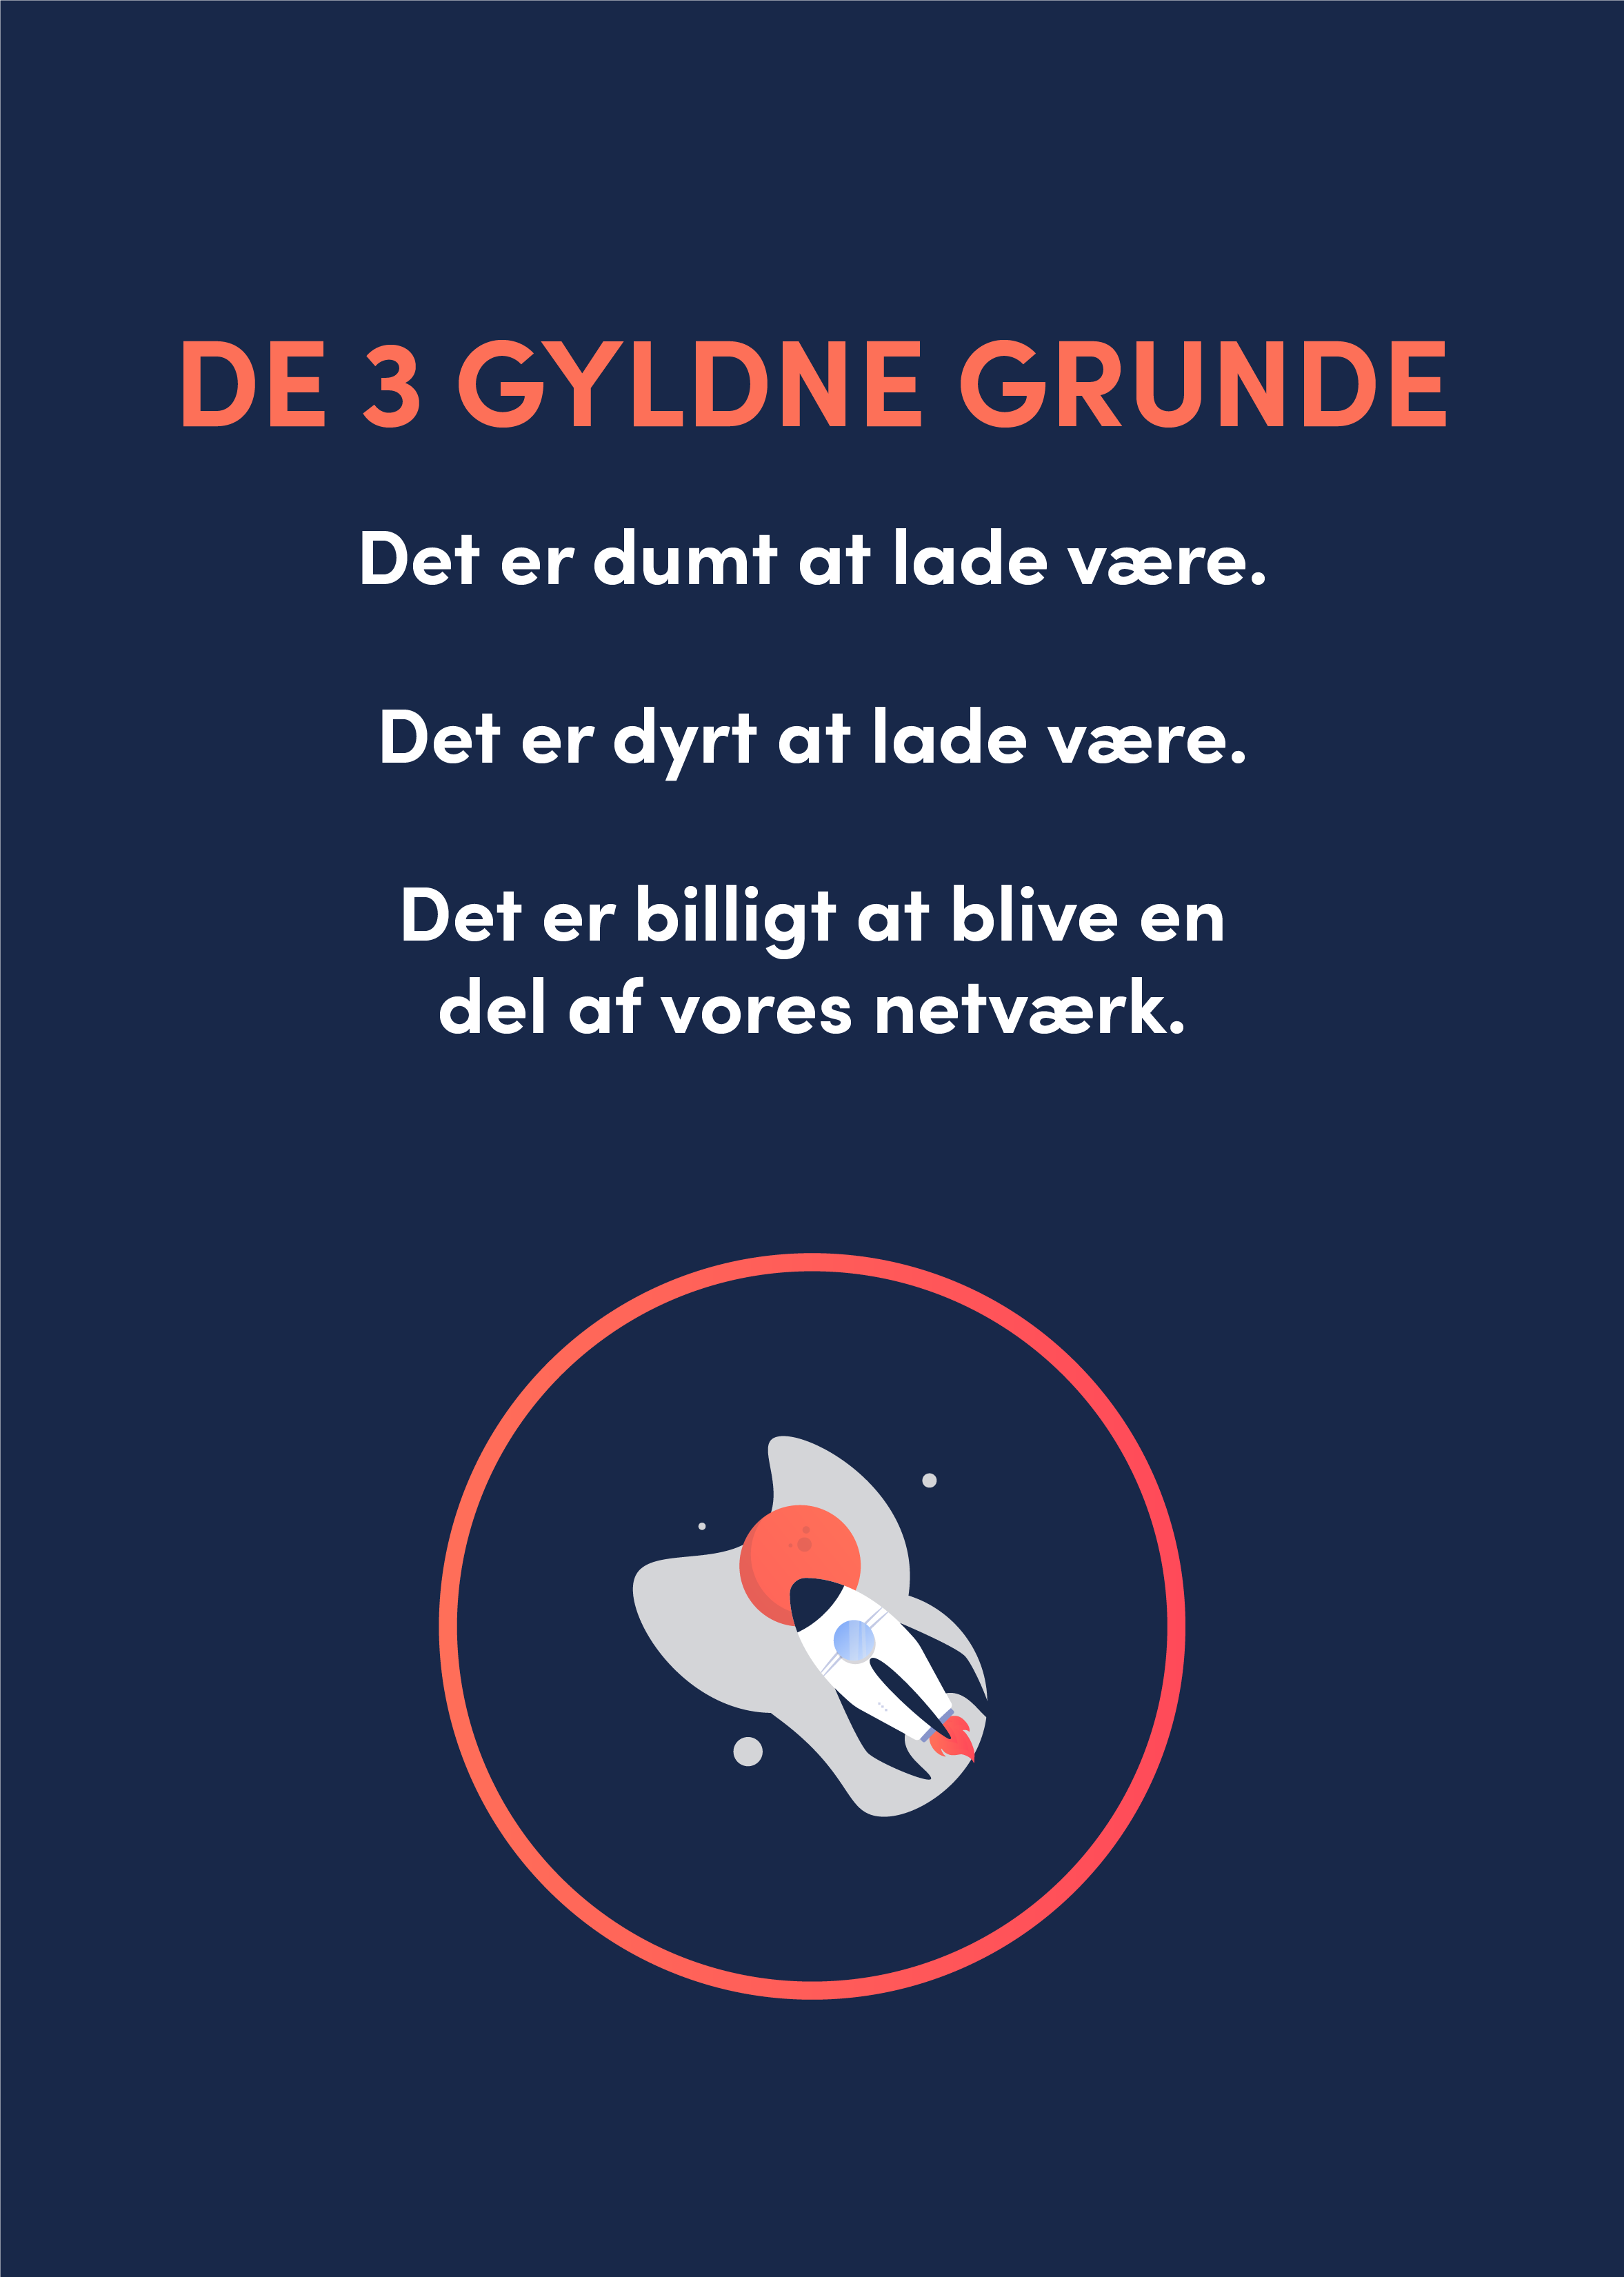 DE 3 GYLDNE GRUNDE
Det er dumt at lade være.
Det er dyrt at lade være.
Det er billigt at blive en
del af vores netværk.